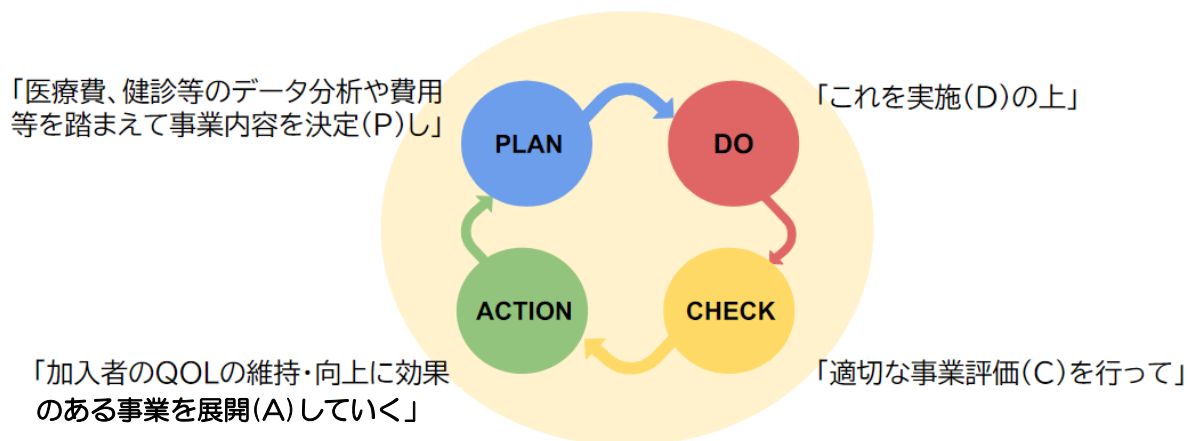 「医療費、健診等のデータ分析や費用
等を踏まえて事業内容を決定(P)し」
PLAN
DO
「これを実施(D)の上」
ACTION
CHECK
「加入者のQOLの維持・向上に効果
のある事業を展開(A)していく」
「適切な事業評価(C)を行って」